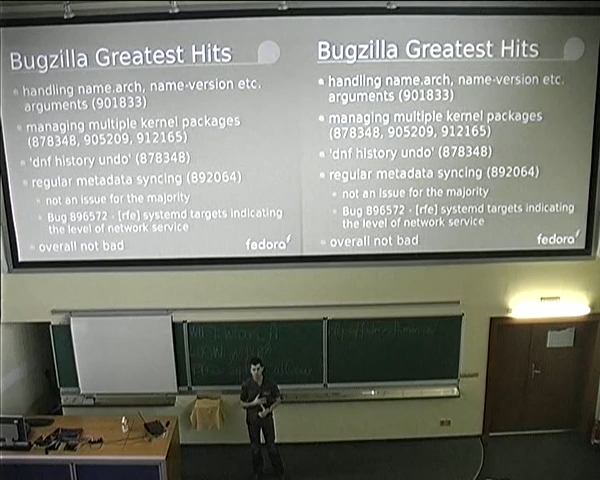 Bugzilla Greatest Hits
handling name.arch, name-version etc.
arguments (901833)
managing multiple kernel packages
(878348, 905209, 912165)
'dnf history undo' (878348)
regular metadata syncing (892064)
not an issue for the majority
Bug 896572 - [rfe] systemd targets indicating
the level of network service
overall not bad
fedora
Bugzilla Greatest Hits
handling name.arch, name-version etc.
arguments (901833)
managing multiple kernel packages
(878348, 905209, 912165)
'dnf history undo' (878348)
regular metadata syncing (892064)
not an issue for the majority
Bug 896572 - [rfe] systemd targets indicating
the level of network service
overall not bad
fedora